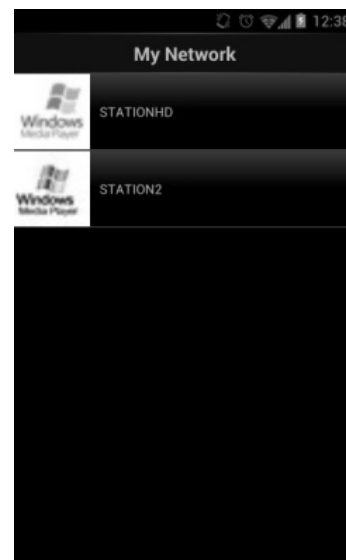 12:38
My Network
Windows
Media Player
STATIONHD
Windows
Media Player
STATION2